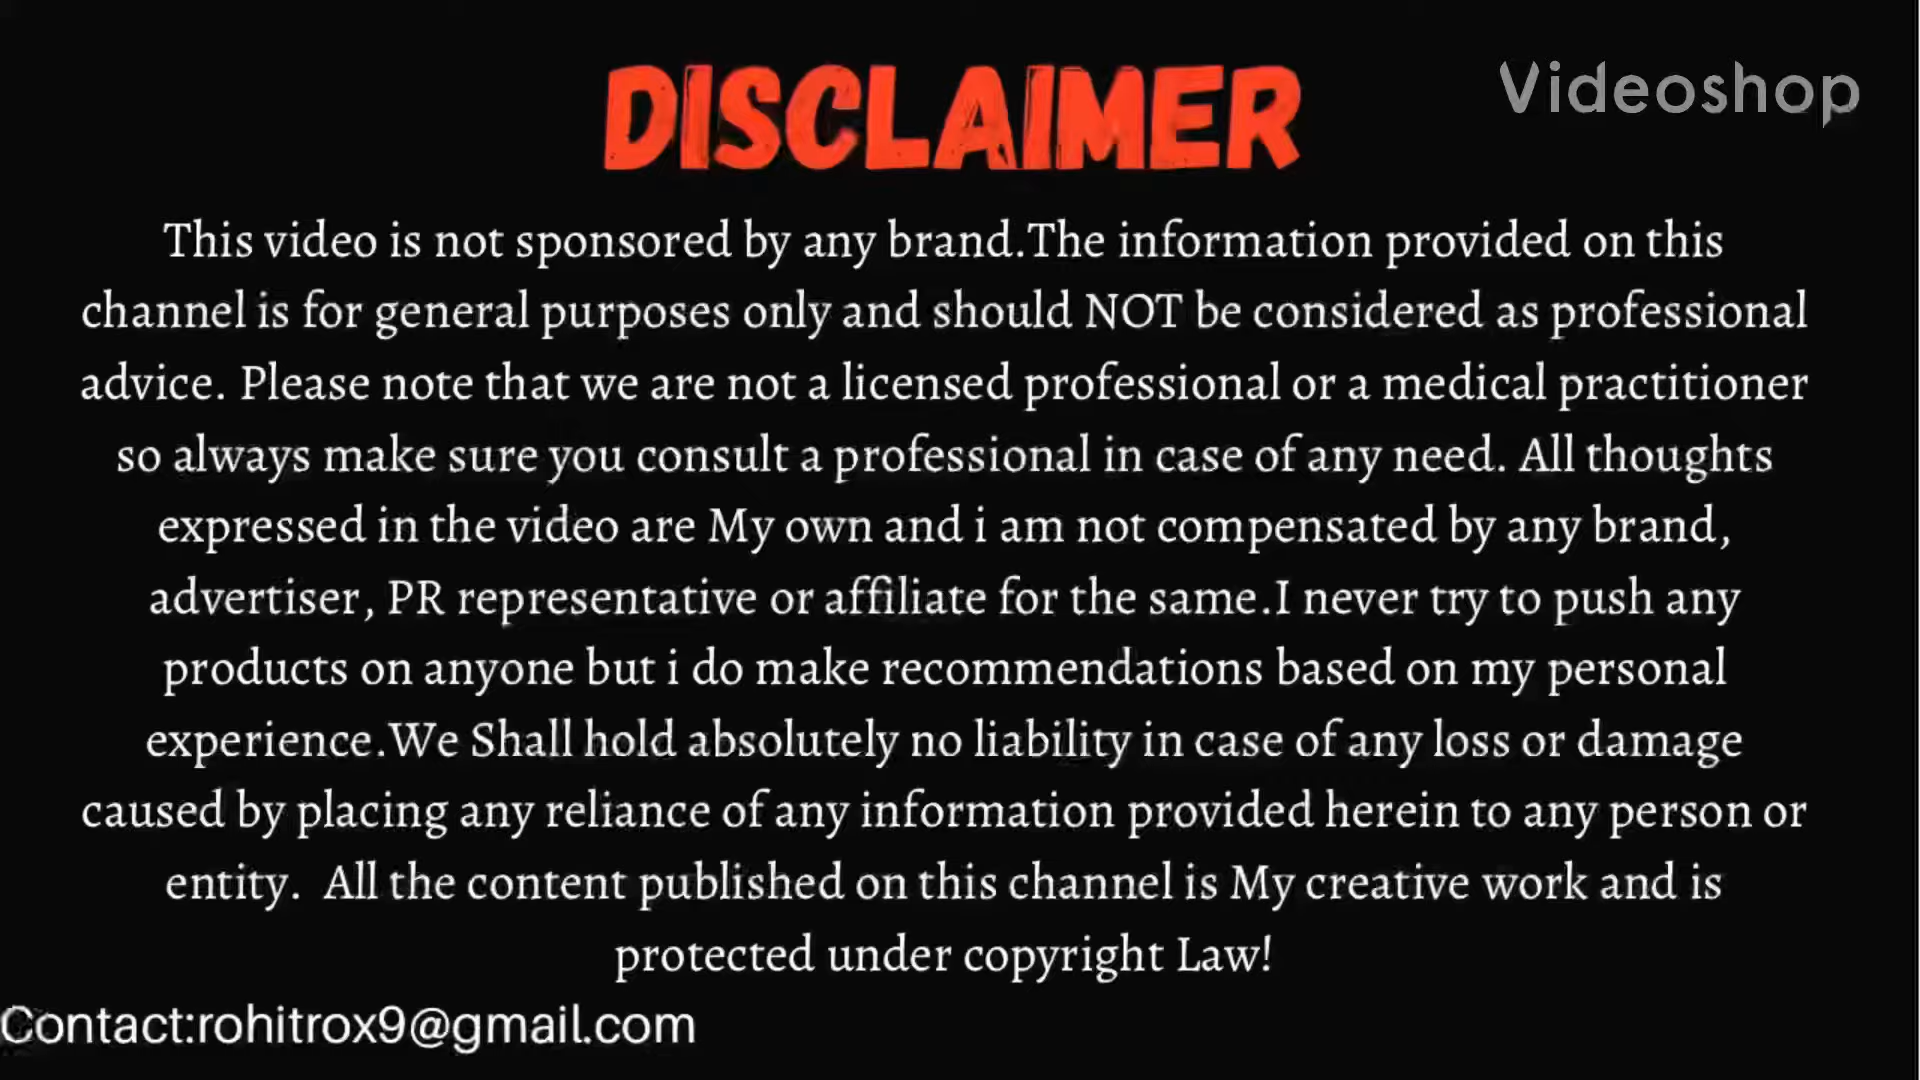 DISCLAIMER
Videoshop
This video is not sponsored by any brand.The information provided on this
channel is for general purposes only and should NOT be considered as professional
advice. Please note that we are not a licensed professional or a medical practitioner
so always make sure you consult a professional in case of any need. All thoughts
expressed in the video are My own and i am not compensated by any brand,
advertiser, PR representative or affiliate for the same.I never try to push any
products on anyone but i do make recommendations based on my personal
experience.We Shall hold absolutely no liability in case of any loss or damage
caused by placing any reliance of any information provided herein to any person or
entity.  All the content published on this channel is My creative work and is
protected under copyright Law!
Contact:rohitrox9@gmail.com